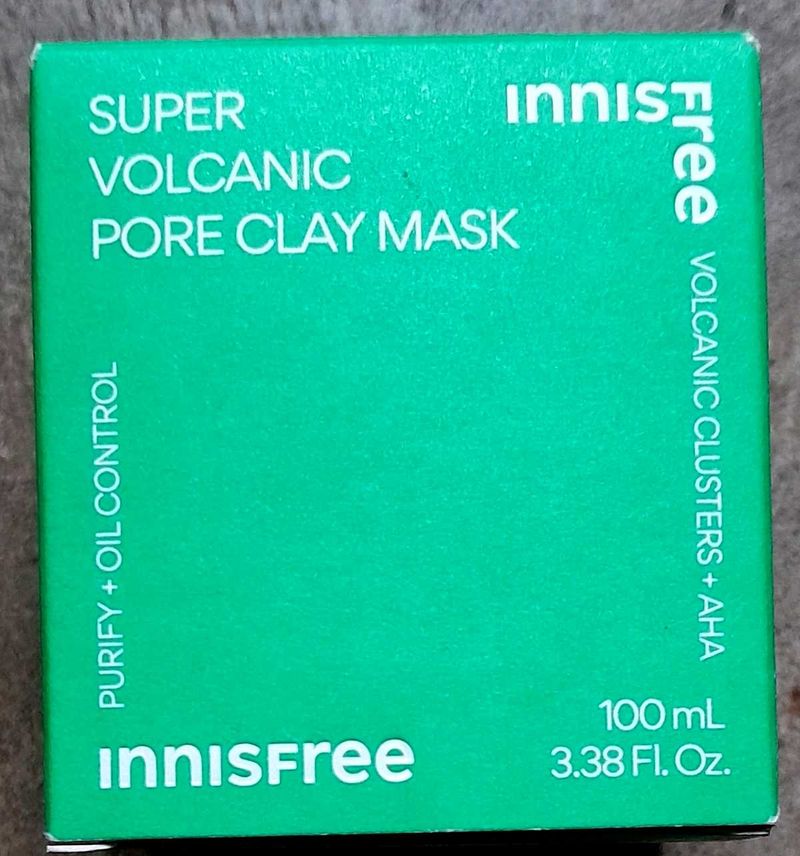 SUPER
VOLCANIC
PORE CLAY MASK
innisFree
VOLCANIC CLUSTERS + AHA
PURIFY + OIL CONTROL
innisFree
100 mL
3.38 Fl. Oz.